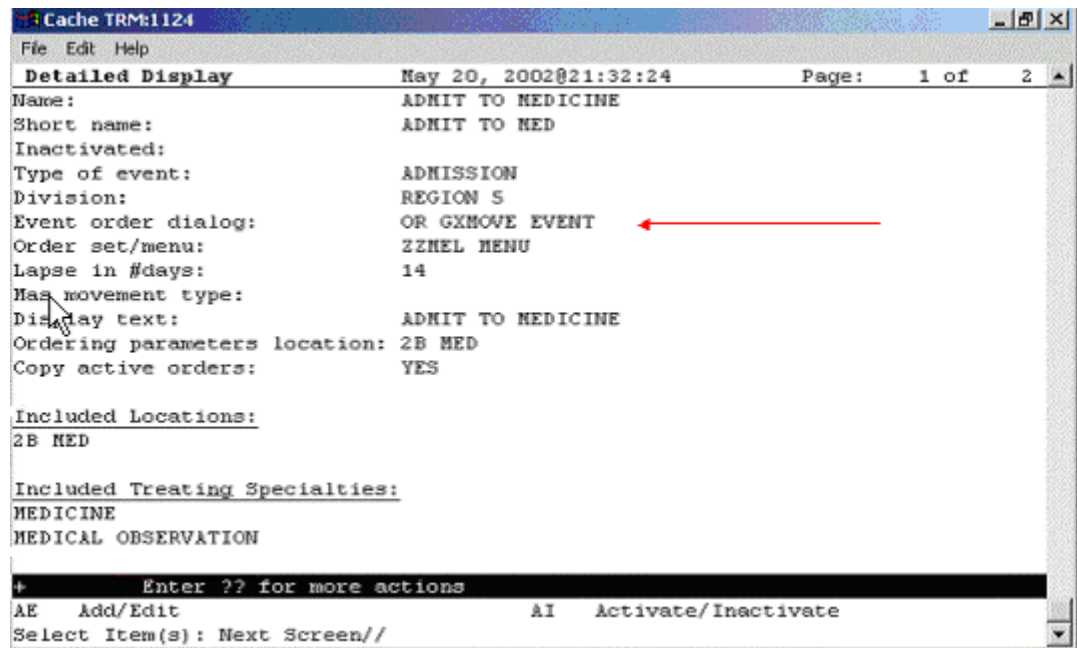 Cache TRM:1124
File Edit Help
Detailed Display May 20, 2002@21:32:24 Page: 1 of 2
Name: ADMIT TO MEDICINE
Short name: ADMIT TO MED
Inactivated:
Type of event: ADMISSION
Division: REGION 5
Event order dialog: OR GXMOVE EVENT
Order set/menu: ZZMEL MENU
Lapse in #days: 14
Mas movement type:
Display text: ADMIT TO MEDICINE
Ordering parameters location: 2B MED
Copy active orders: YES
Included Locations:
2B MED
Included Treating Specialties:
MEDICINE
MEDICAL OBSERVATION
+ Enter ?? for more actions
AE Add/Edit AI Activate/Inactivate
Select Item(s): Next Screen//